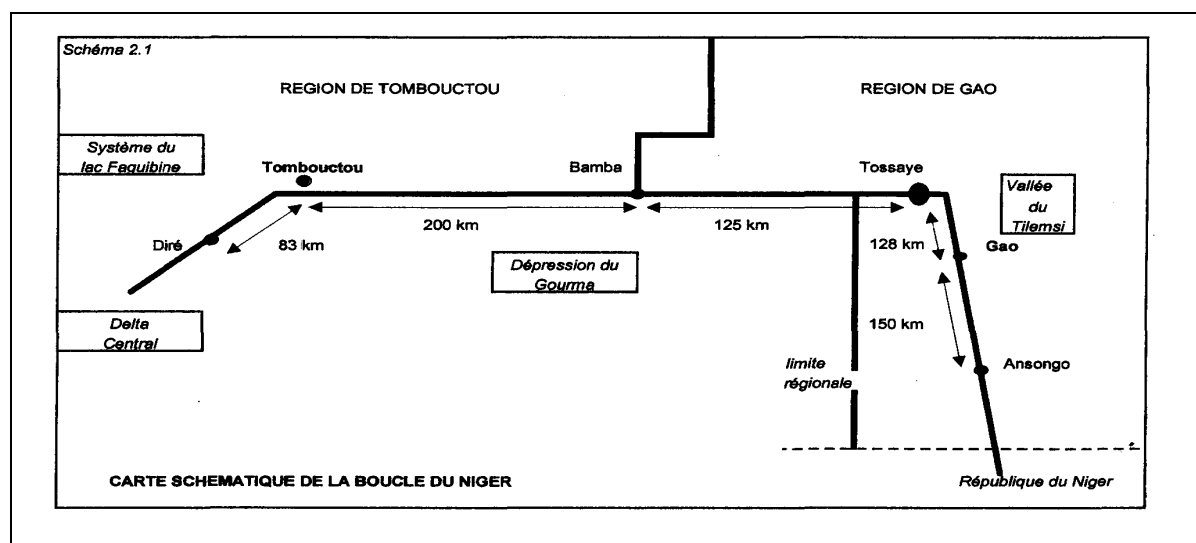 Schéma 2.1
REGION DE TOMBOUCTOU
REGION DE GAO
Système du
lac Faguibine
Tombouctou
Bamba
Tossaye
Vallée
du
Tilemsi
Diré
83 km
200 km
125 km
128 km
Gao
Dépression du
Gourma
Delta
Central
150 km
limite
régionale
Ansongo
CARTE SCHEMATIQUE DE LA BOUCLE DU NIGER
République du Niger